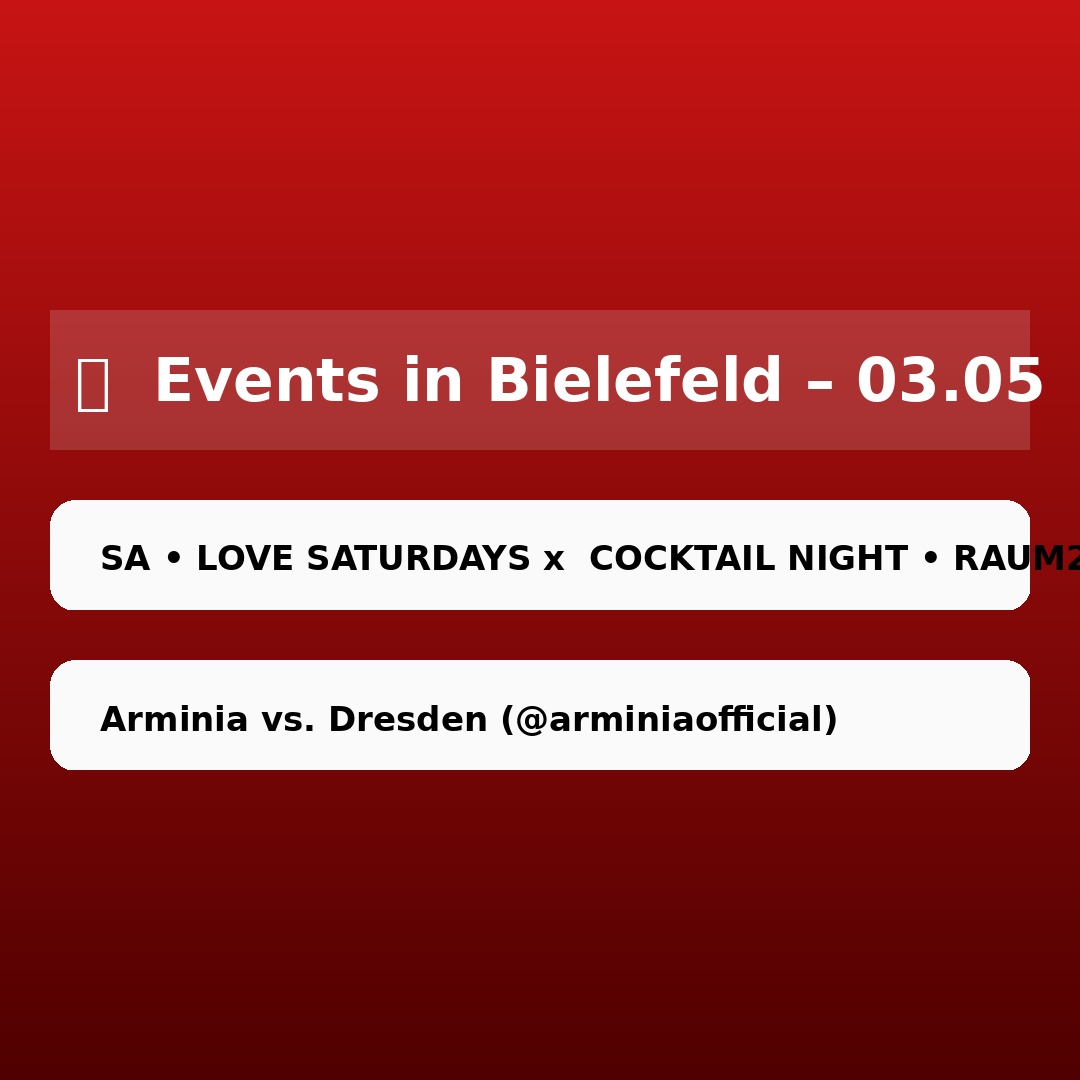 Events in Bielefeld – 03.05
SA • LOVE SATURDAYS x  COCKTAIL NIGHT • RAUM2
Arminia vs. Dresden (@arminiaofficial)